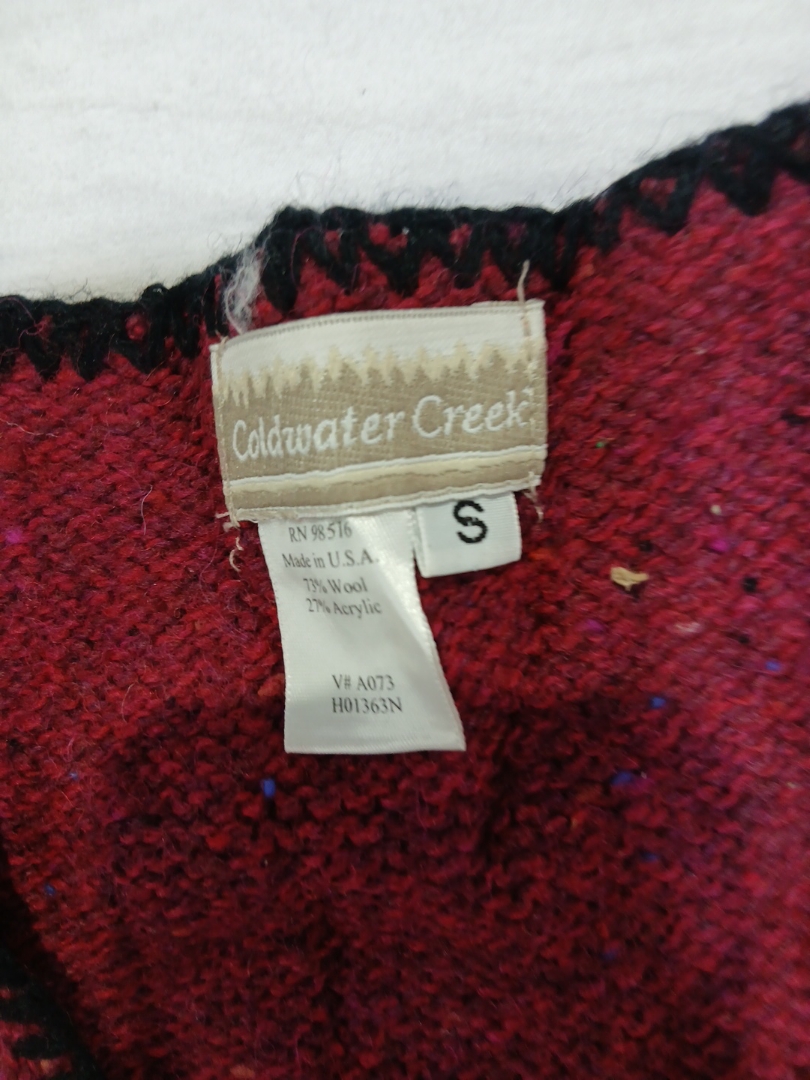 Coldwater Creek
S
RN 98516
Made in U.S.A.
73% Wool
27% Acrylic
V# A073
H01363N